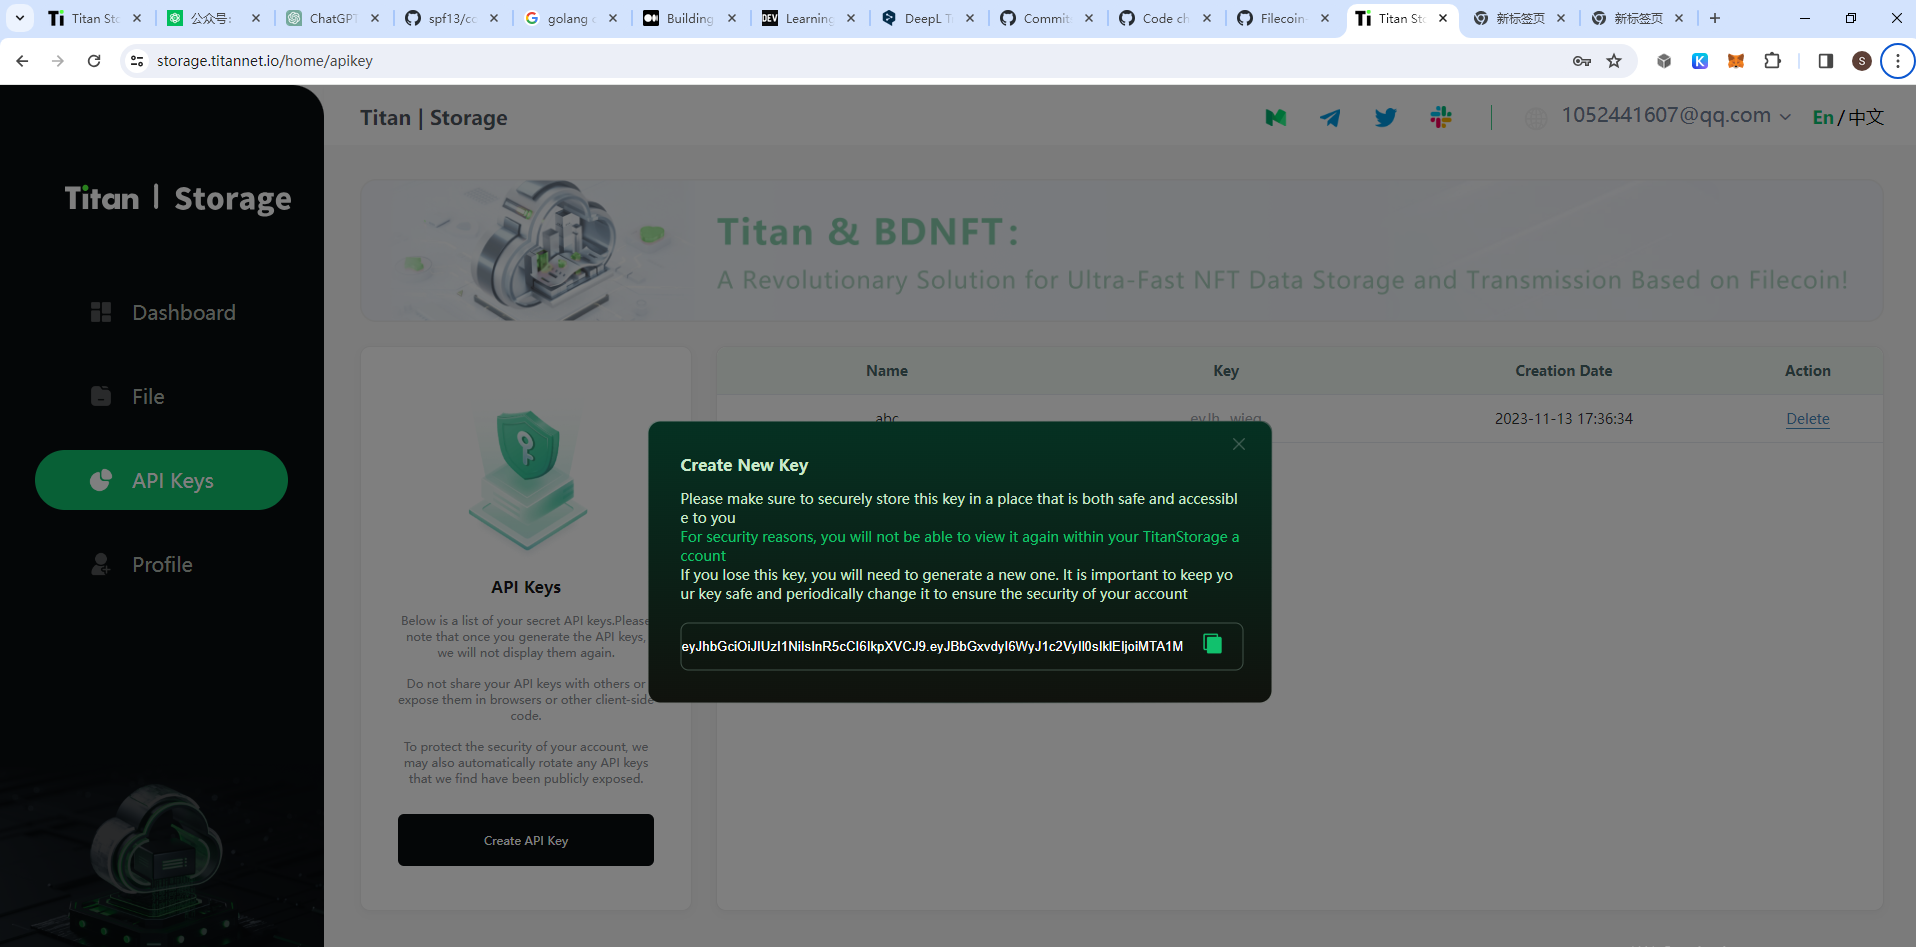 Titan Sto
公众号:
ChatGPT
spf13/co
golang c
Building
Learning
DeepL Tr
Commits
Code ch
Filecoin-
Titan Sto
新标签页
新标签页
storage.titannet.io/home/apikey
S
Titan | Storage
1052441607@qq.com
En/中文
Titan | Storage
Titan & BDNFT:
A Revolutionary Solution for Ultra-Fast NFT Data Storage and Transmission Based on Filecoin!
Dashboard
File
API Keys
Profile
Name Key Creation Date Action
abc eyJh...wieg 2023-11-13 17:36:34 Delete
API Keys
Below is a list of your secret API keys.Please
note that once you generate the API keys,
we will not display them again.
Do not share your API keys with others or
expose them in browsers or other client-side
code.
To protect the security of your account, we
may also automatically rotate any API keys
that we find have been publicly exposed.
Create API Key
Create New Key
Please make sure to securely store this key in a place that is both safe and accessibl
e to you
For security reasons, you will not be able to view it again within your TitanStorage a
ccount
If you lose this key, you will need to generate a new one. It is important to keep yo
ur key safe and periodically change it to ensure the security of your account
eyJhbGciOiJIUzI1NiIsInR5cCI6IkpXVCJ9.eyJBbGxvdyI6WyJ1c2VyIl0sIklEIjoiMTA1M